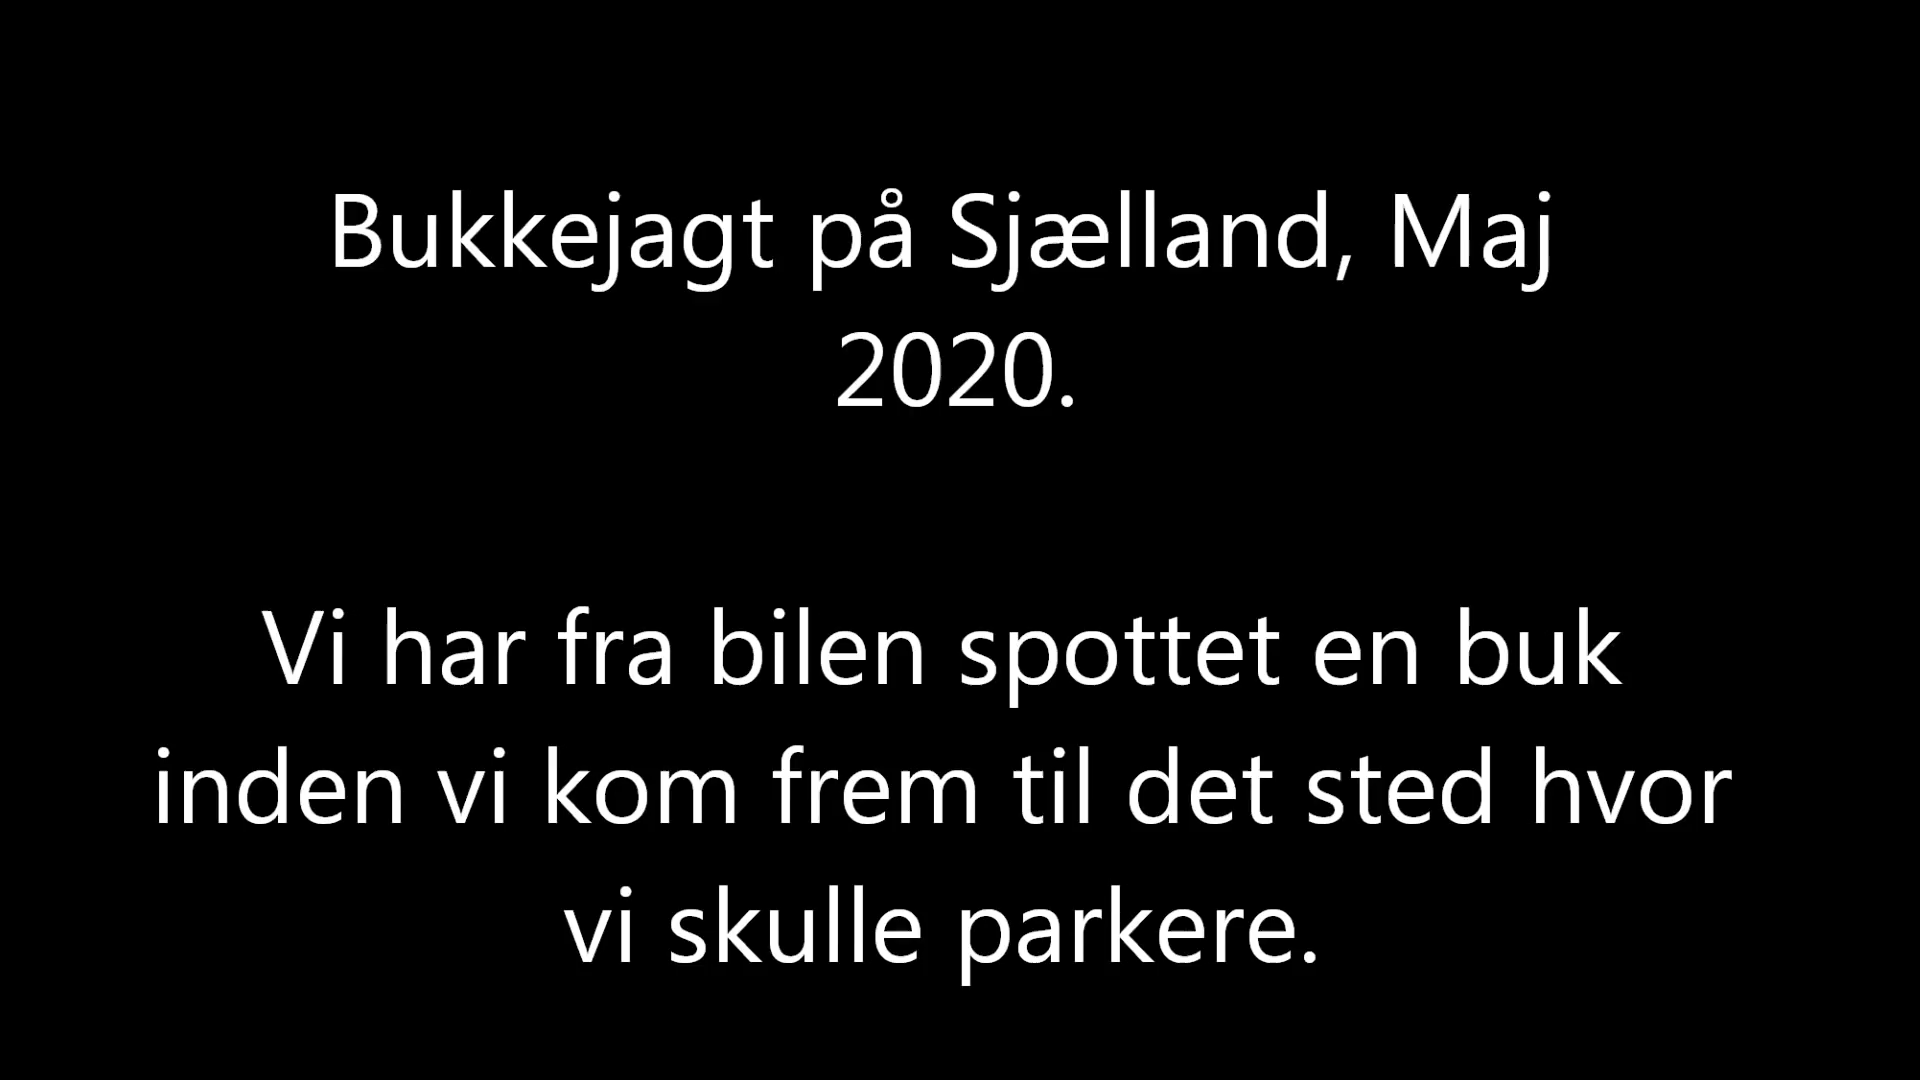 Bukkejagt på Sjælland, Maj
2020.
Vi har fra bilen spottet en buk
inden vi kom frem til det sted hvor
vi skulle parkere.